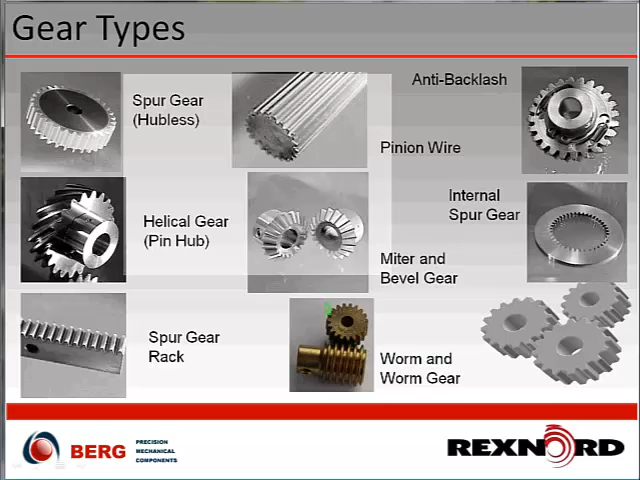 Gear Types
Spur Gear
(Hubless)
Pinion Wire
Anti-Backlash
Helical Gear
(Pin Hub)
Miter and
Bevel Gear
Internal
Spur Gear
Spur Gear
Rack
Worm and
Worm Gear
BERG
PRECISION
MECHANICAL
COMPONENTS
REXNORD